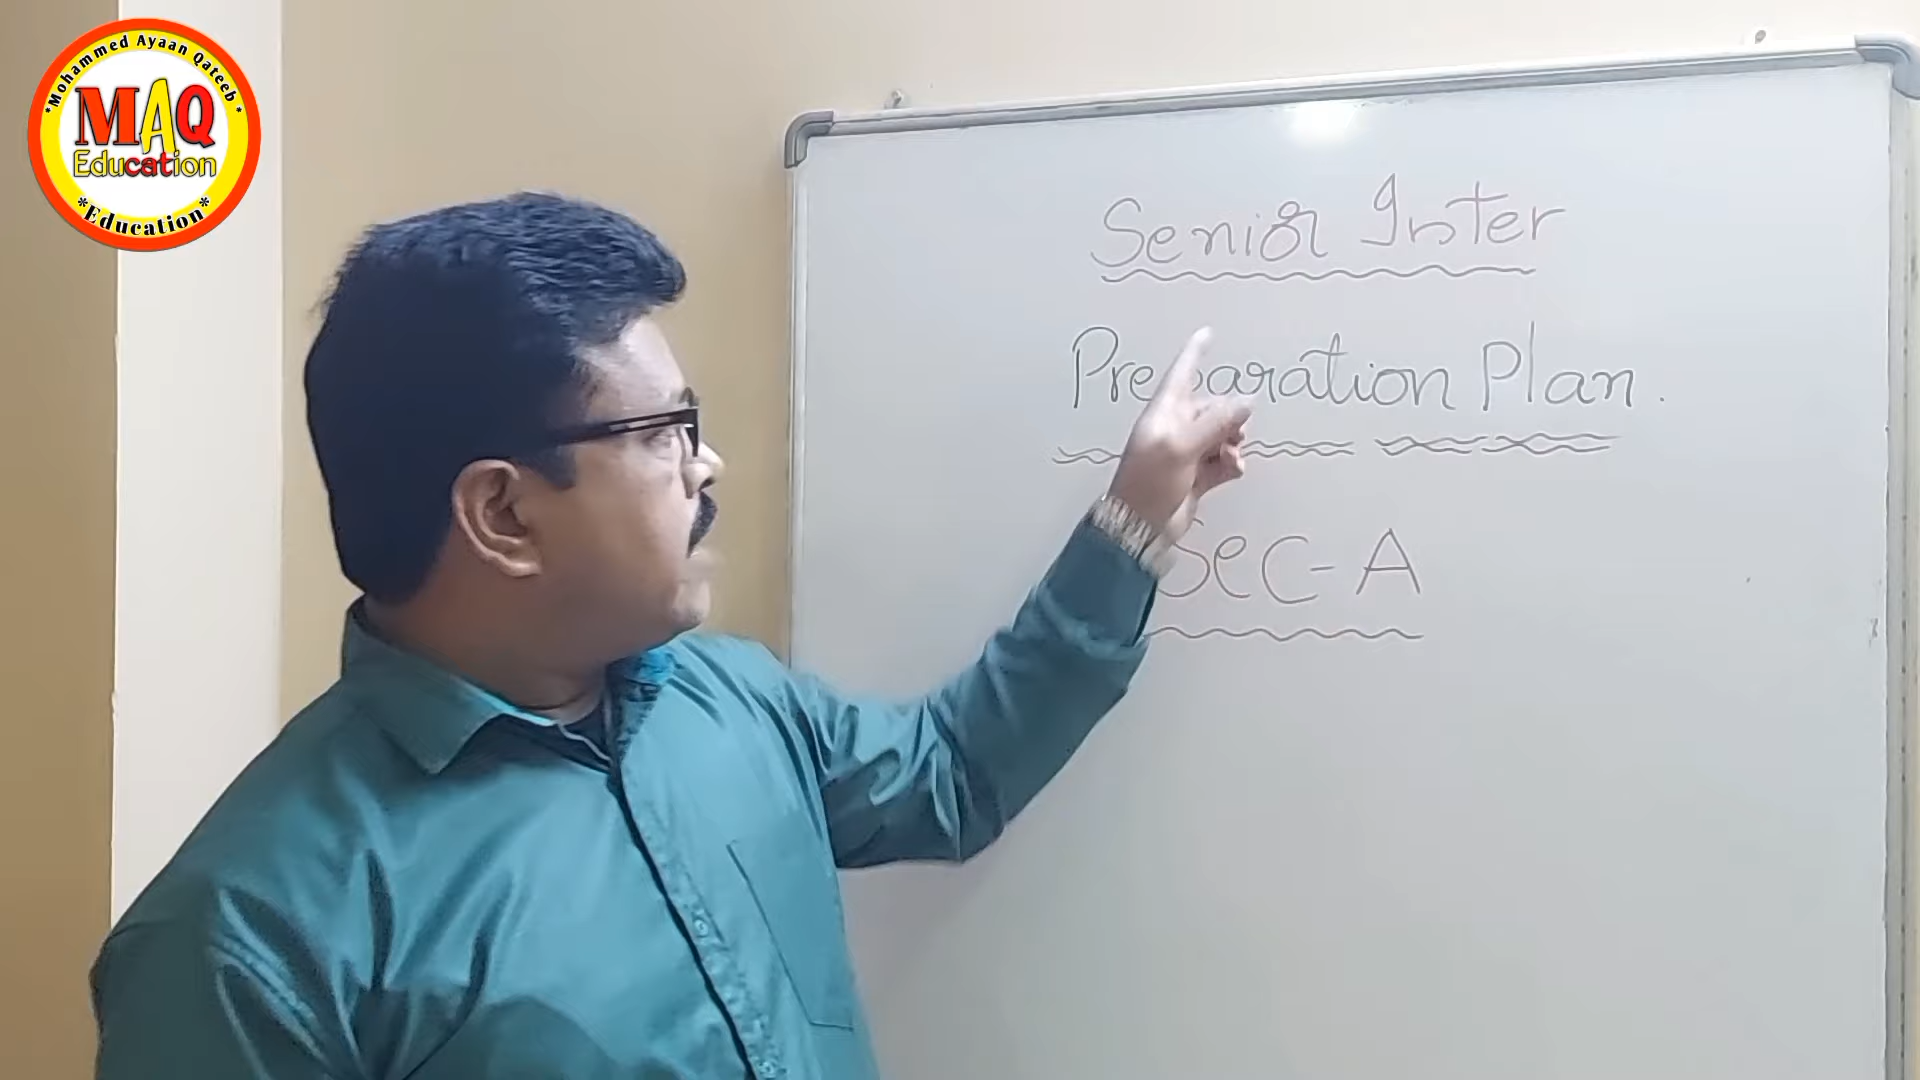 *Mohammed Ayaan Qateeb*
MAQ
Education
*Education*
Senior Inter
Preparation Plan.
Sec-A